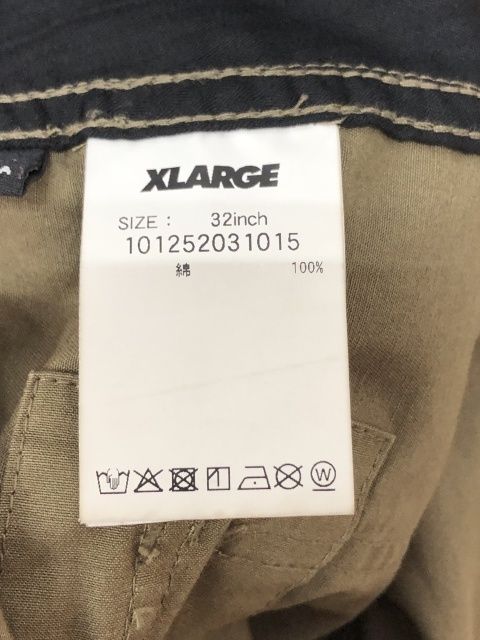 XLARGE
SIZE : 32inch
101252031015
綿 100%
W